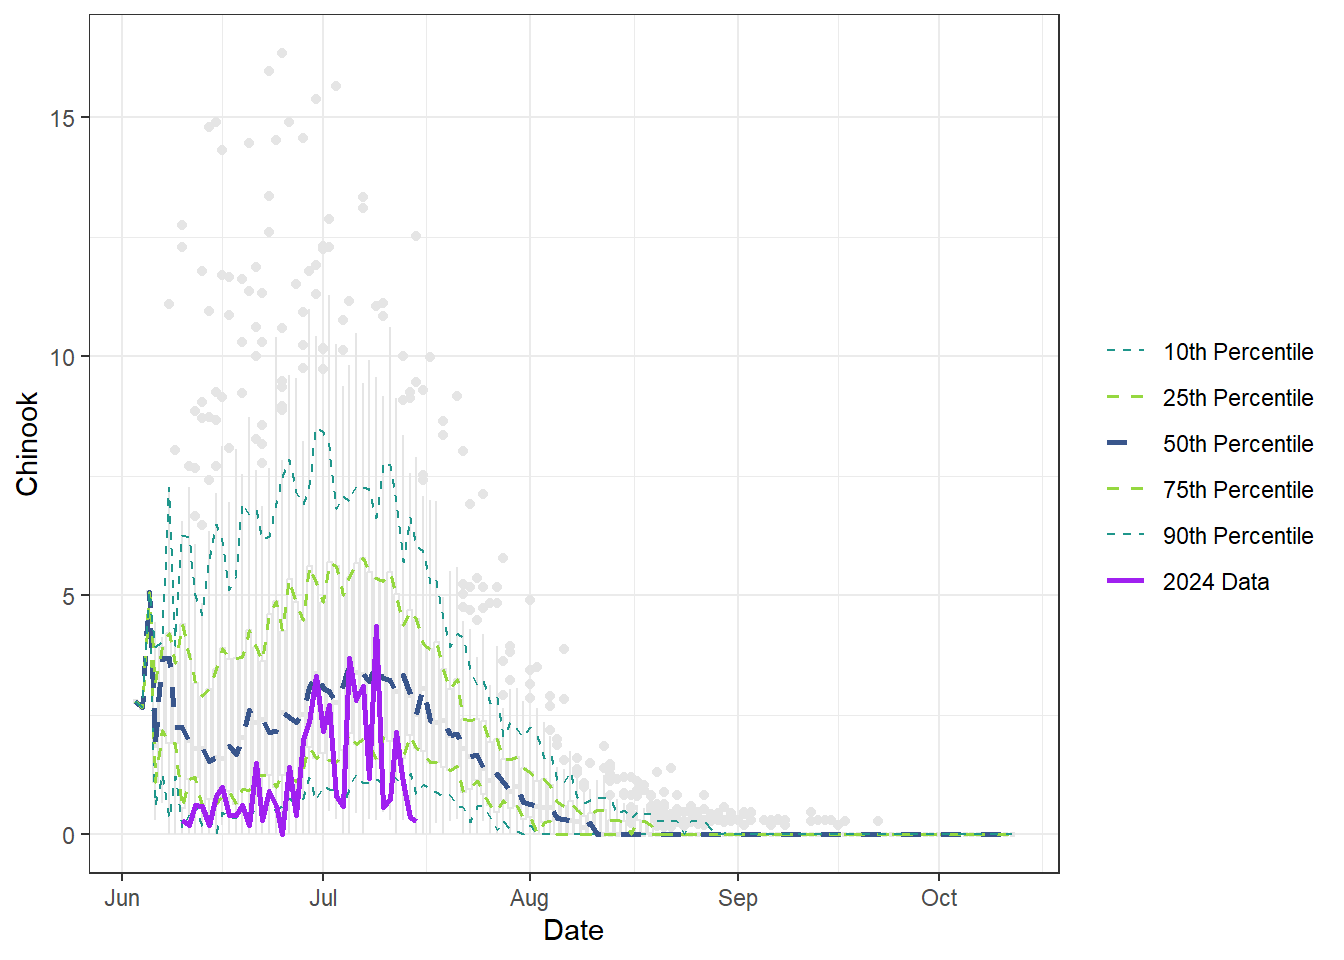 15
10
5
0
Chinook
Jun
Jul
Aug
Sep
Oct
Date
10th Percentile
25th Percentile
50th Percentile
75th Percentile
90th Percentile
2024 Data